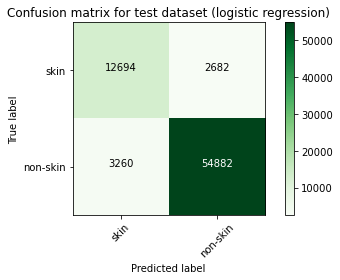 Confusion matrix for test dataset (logistic regression)
50000
skin 12694 2682
40000
True label
30000
20000
non-skin 3260 54882
10000
skin non-skin
Predicted label